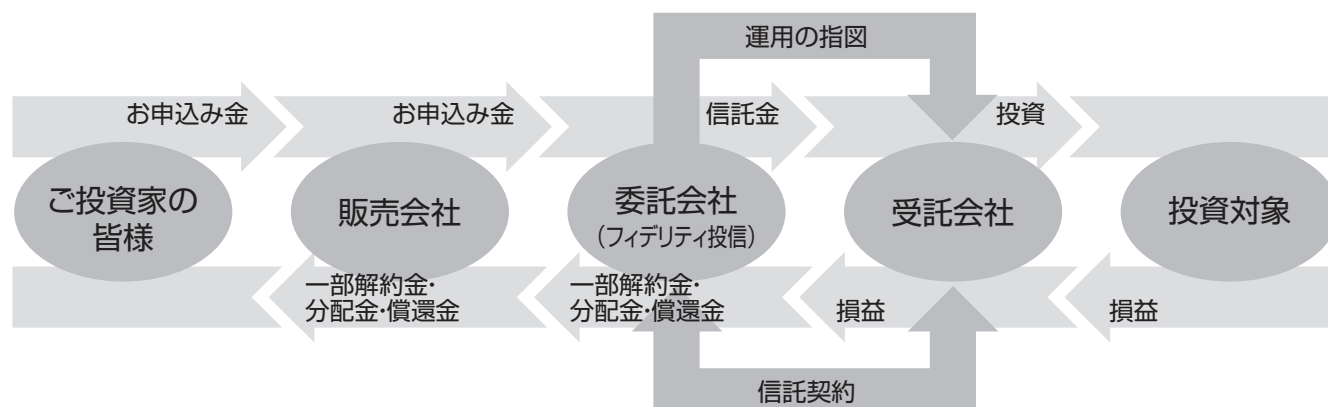 運用の指図
お申込み金
お申込み金
信託金
投資
ご投資家の
皆様
販売会社
委託会社
(フィデリティ投信)
受託会社
投資対象
一部解約金・
分配金・償還金
一部解約金・
分配金・償還金
損益
損益
信託契約